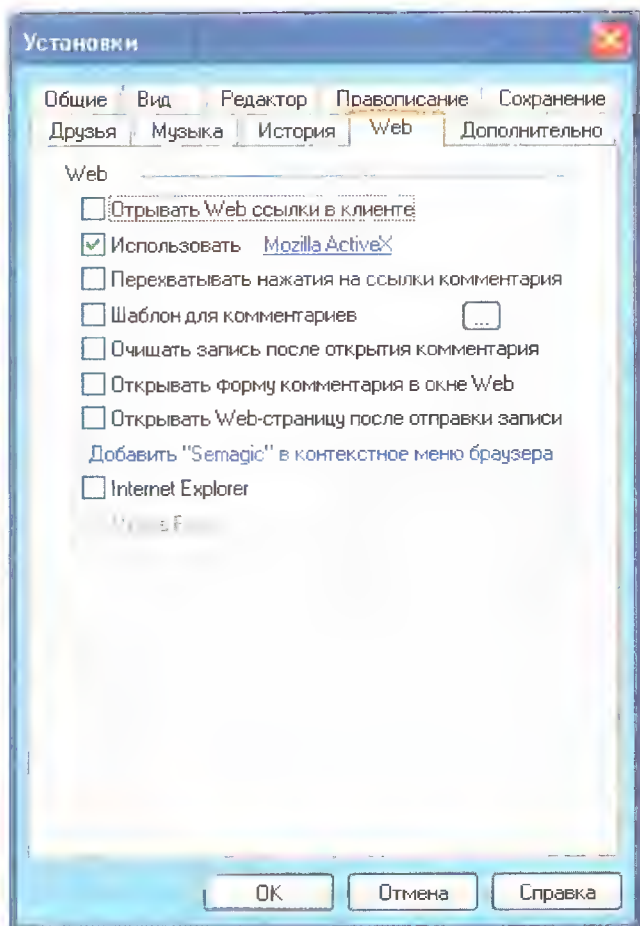 Установки
Общие Вид Редактор Правописание Сохранение
Друзья Музыка История Web Дополнительно
Web
Отрывать Web ссылки в клиенте
Использовать Mozilla ActiveX
Перехватывать нажатия на ссылки комментария
Шаблон для комментариев ...
Очищать запись после открытия комментария
Открывать форму комментария в окне Web
Открывать Web-страницу после отправки записи
Добавить "Semagic" в контекстное меню браузера
Internet Explorer
OK Отмена Справка